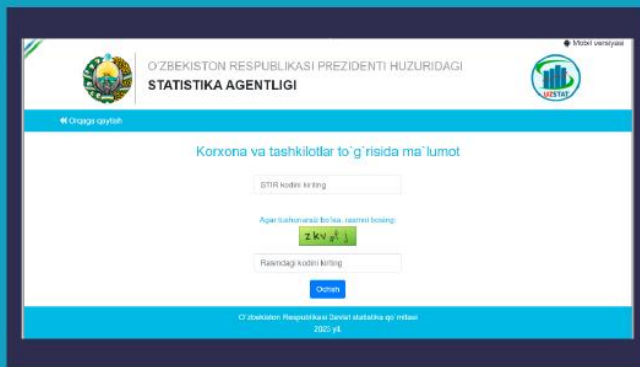 Mobil versiyasi
O'ZBEKISTON RESPUBLIKASI PREZIDENTI HUZURIDAGI
STATISTIKA AGENTLIGI
UZSTAT
Orqaga qaytish
Korxona va tashkilotlar to`g`risida ma`lumot
STIR kodini kiriting
Agar tushunarsiz bo'lsa, rasmni bosing:
Rasmdagi kodini kiriting
Ochish
O'zbekiston Respublikasi Davlat statistika qo`mitasi
2025 yil